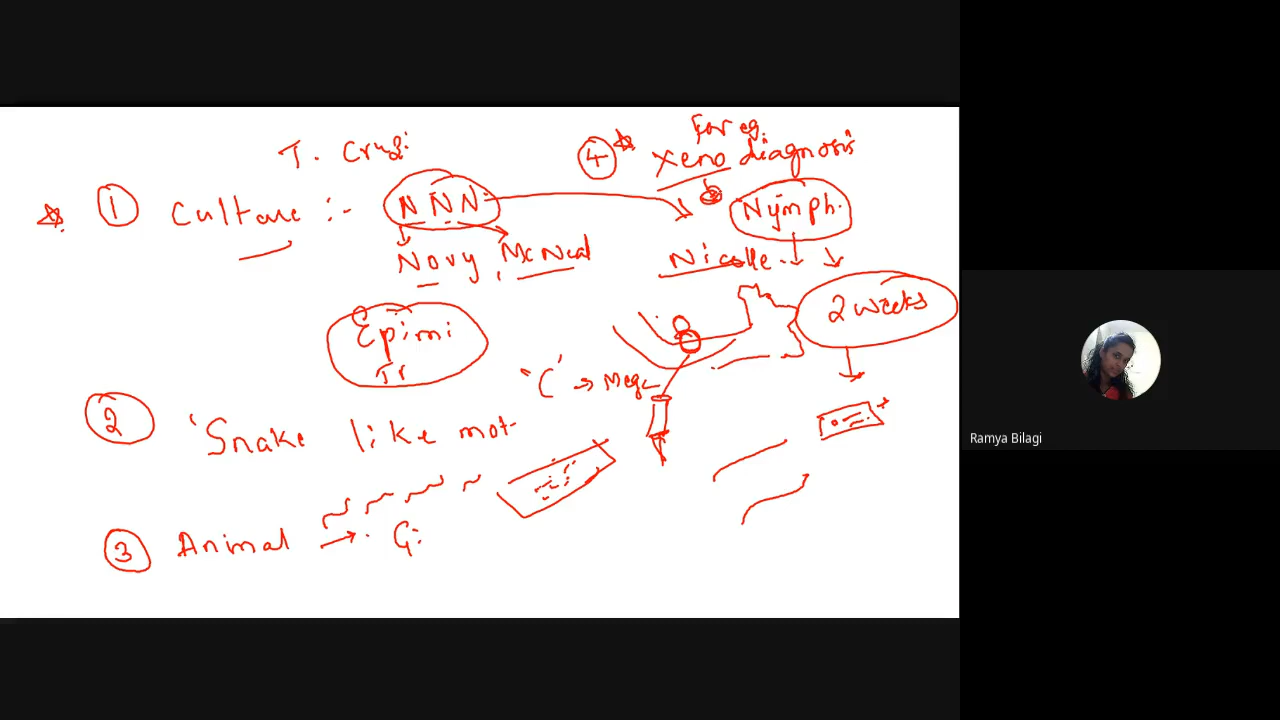 T. Cruzi
① Culture :- NNN
Novy, McNeal Nicolle
Epimi
Tr
② 'Snake like mot-
③ Animal → G:
"C" → Mega
④ For eg.
Xeno diagnosis
Nymph.
2 weeks
Ramya Bilagi